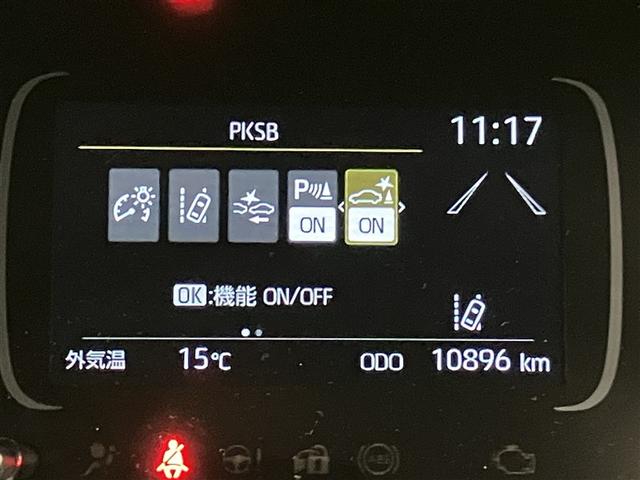 PKSB
11:17
P
ON
ON
OK:機能 ON/OFF
外気温 15℃ ODO 10896 km